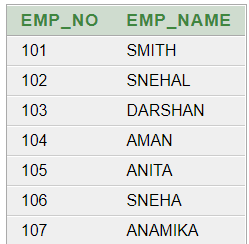 EMP_NO EMP_NAME
101 SMITH
102 SNEHAL
103 DARSHAN
104 AMAN
105 ANITA
106 SNEHA
107 ANAMIKA